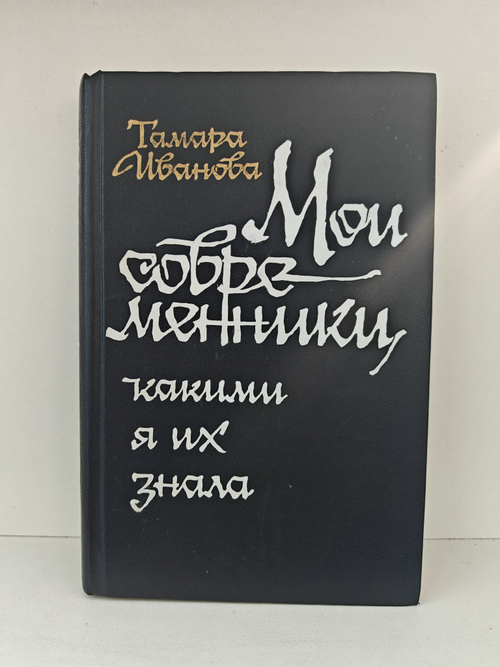 Тамара
Иванова
Мои
совре
менники,
какими
я их
знала